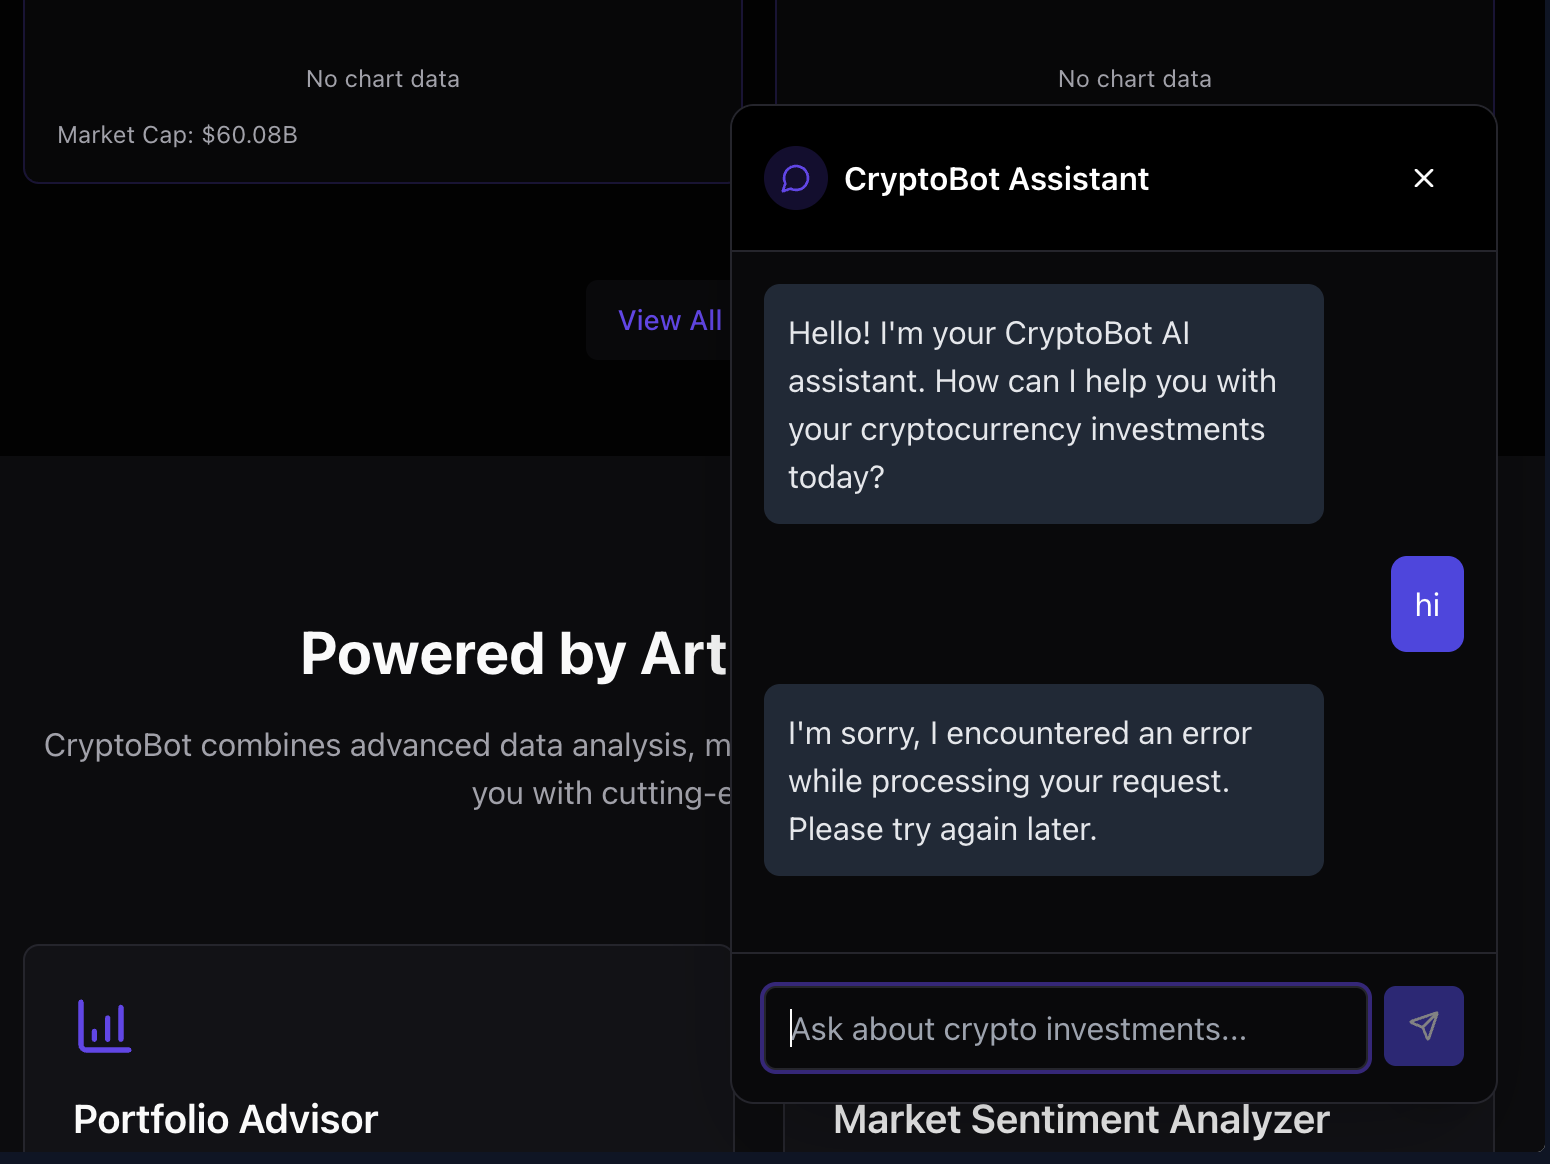 No chart data
No chart data
Market Cap: $60.08B
CryptoBot Assistant
Hello! I'm your CryptoBot AI
assistant. How can I help you with
your cryptocurrency investments
today?
View All
hi
Powered by Art
I'm sorry, I encountered an error
while processing your request.
Please try again later.
CryptoBot combines advanced data analysis, m
you with cutting-e
Ask about crypto investments...
Portfolio Advisor
Market Sentiment Analyzer